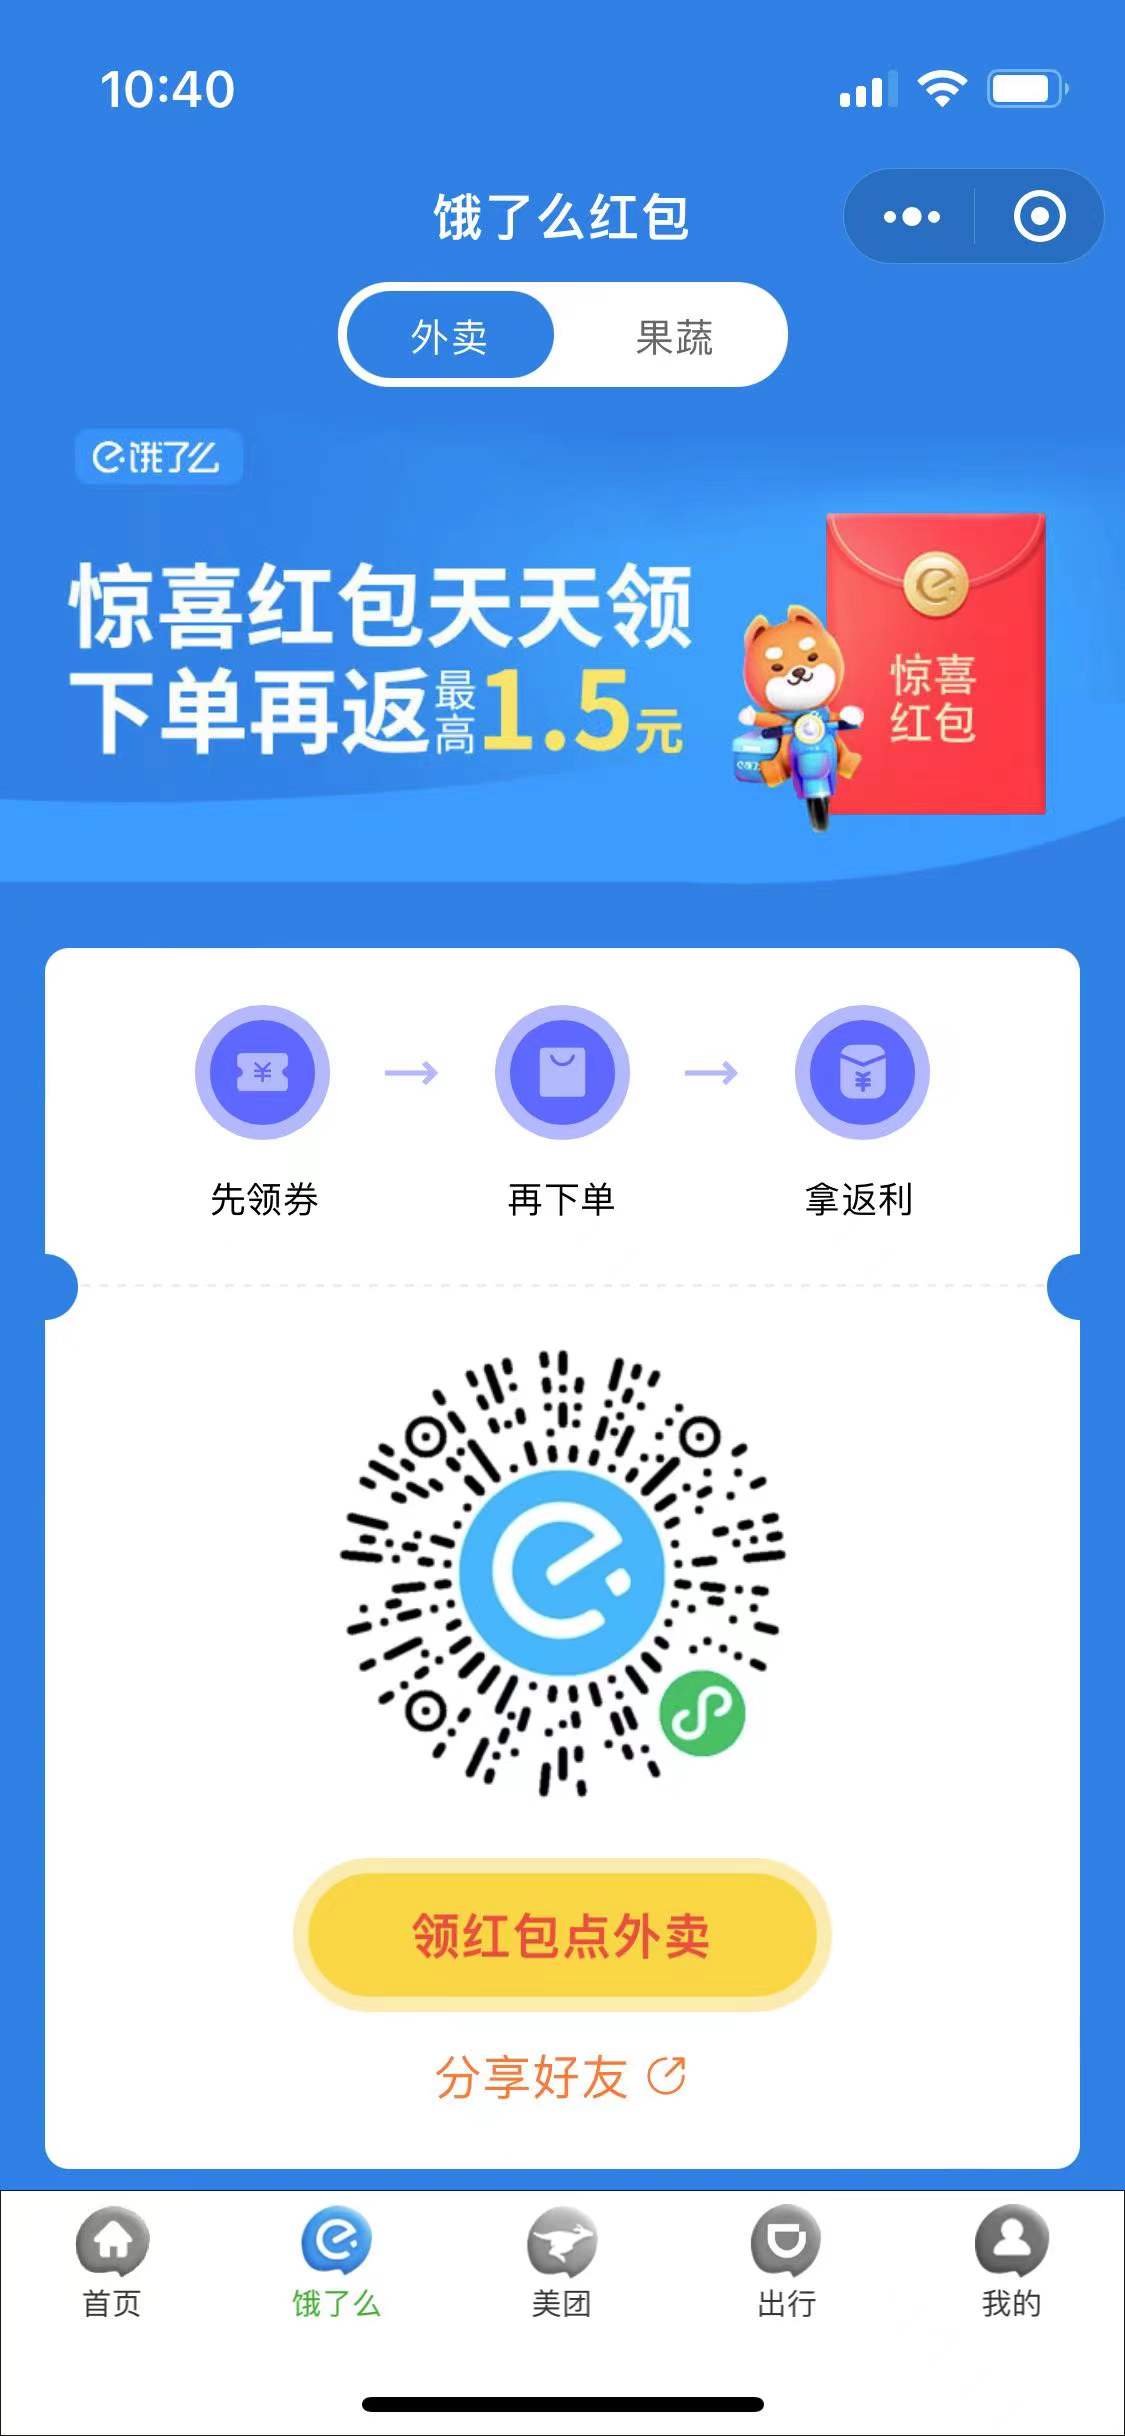 10:40
饿了么红包
外卖
果蔬
饿了么
惊喜红包天天领
下单再返最高1.5元
惊喜
红包
先领券
再下单
拿返利
领红包点外卖
分享好友
首页
饿了么
美团
出行
我的